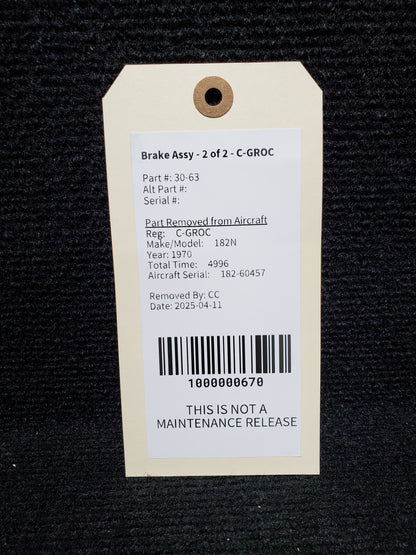 Brake Assy - 2 of 2 - C-GROC
Part #: 30-63
Alt Part #:
Serial #:
Part Removed from Aircraft
Reg: C-GROC
Make/Model: 182N
Year: 1970
Total Time: 4996
Aircraft Serial: 182-60457
Removed By: CC
Date: 2025-04-11
1000000670
THIS IS NOT A
MAINTENANCE RELEASE